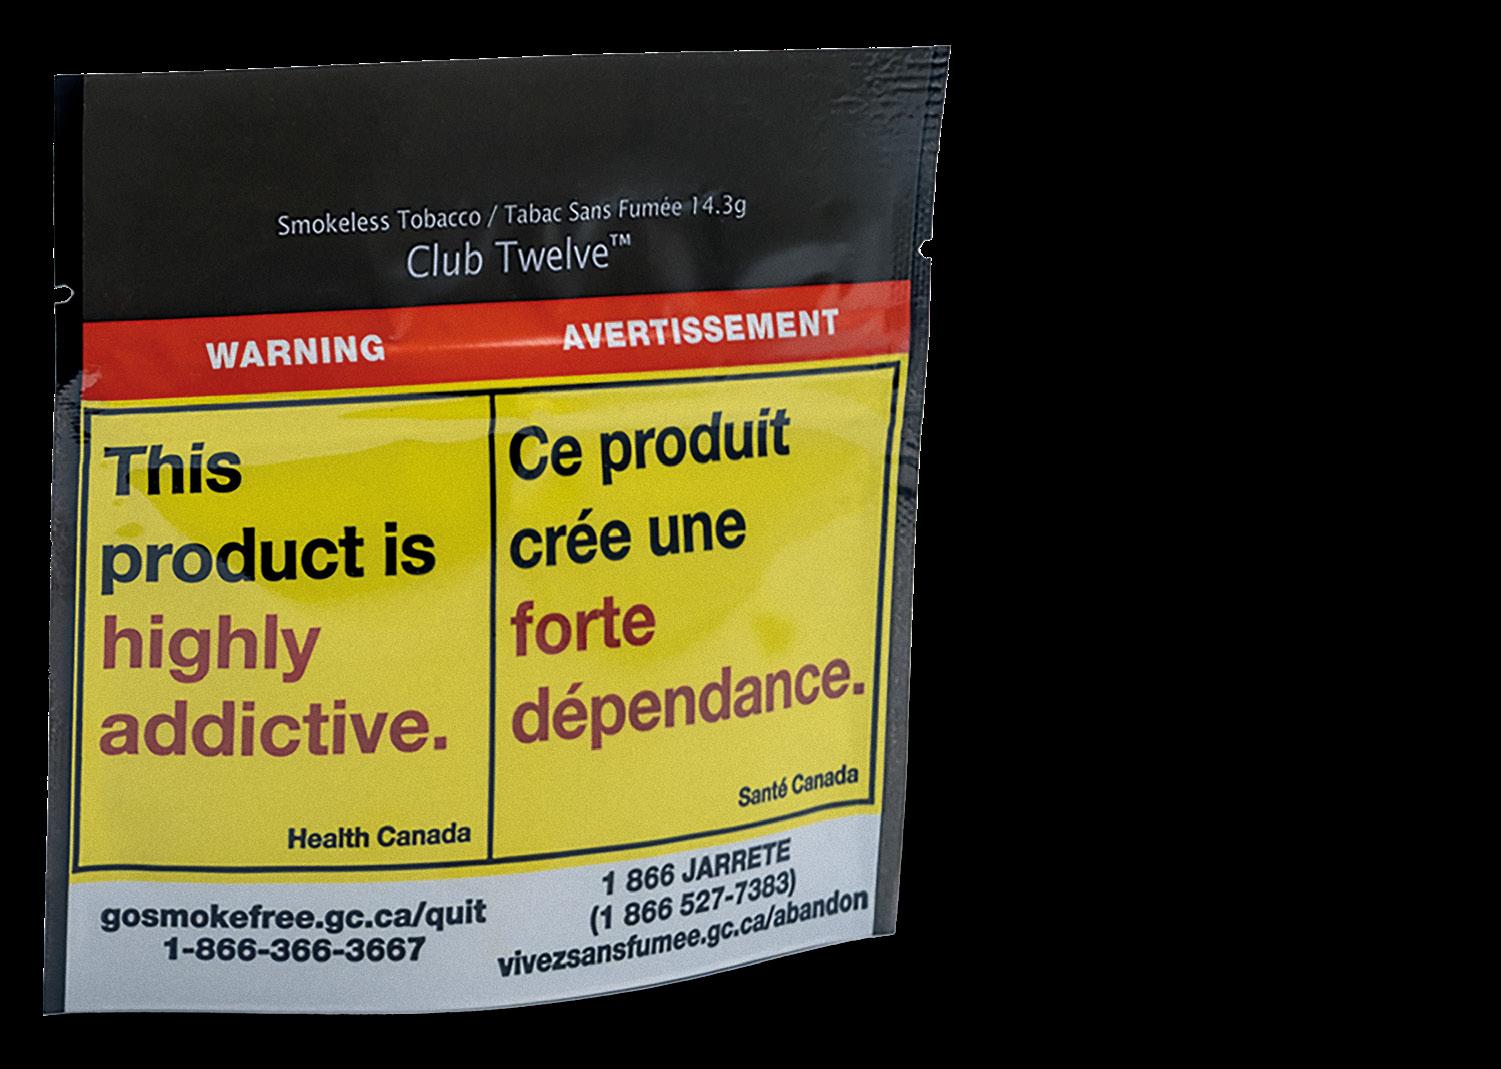 Smokeless Tobacco / Tabac Sans Fumée 14.3g
Club Twelve™
WARNING
AVERTISSEMENT
This
product is
highly
addictive.
Health Canada
Ce produit
crée une
forte
dépendance.
Santé Canada
gosmokefree.gc.ca/quit
1-866-366-3667
1 866 JARRETE
(1 866 527-7383)
vivezsansfumee.gc.ca/abandon